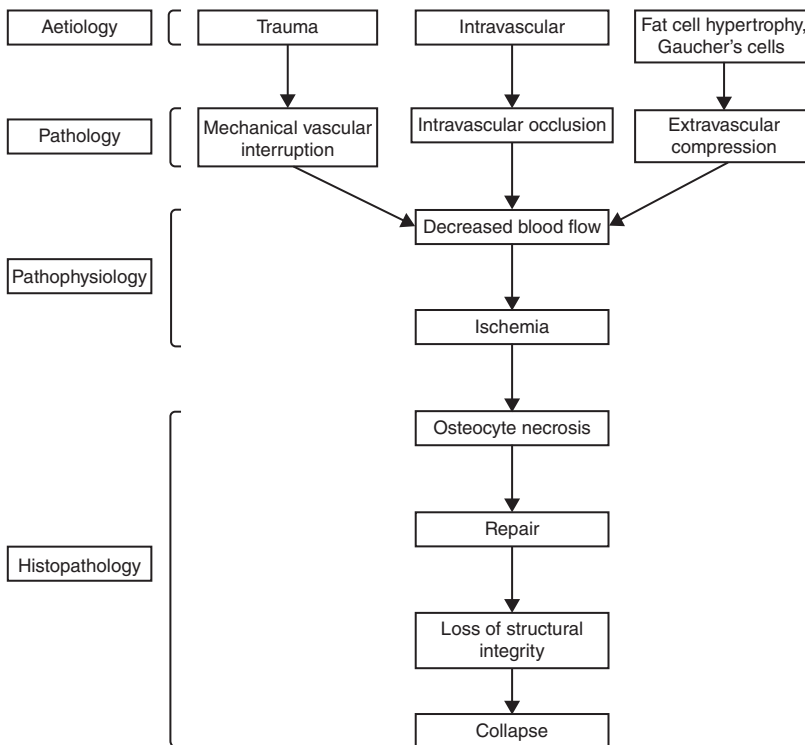 Aetiology
Trauma
Intravascular
Fat cell hypertrophy,
Gaucher's cells
Pathology
Mechanical vascular
interruption
Intravascular occlusion
Extravascular
compression
Pathophysiology
Decreased blood flow
Ischemia
Histopathology
Osteocyte necrosis
Repair
Loss of structural
integrity
Collapse